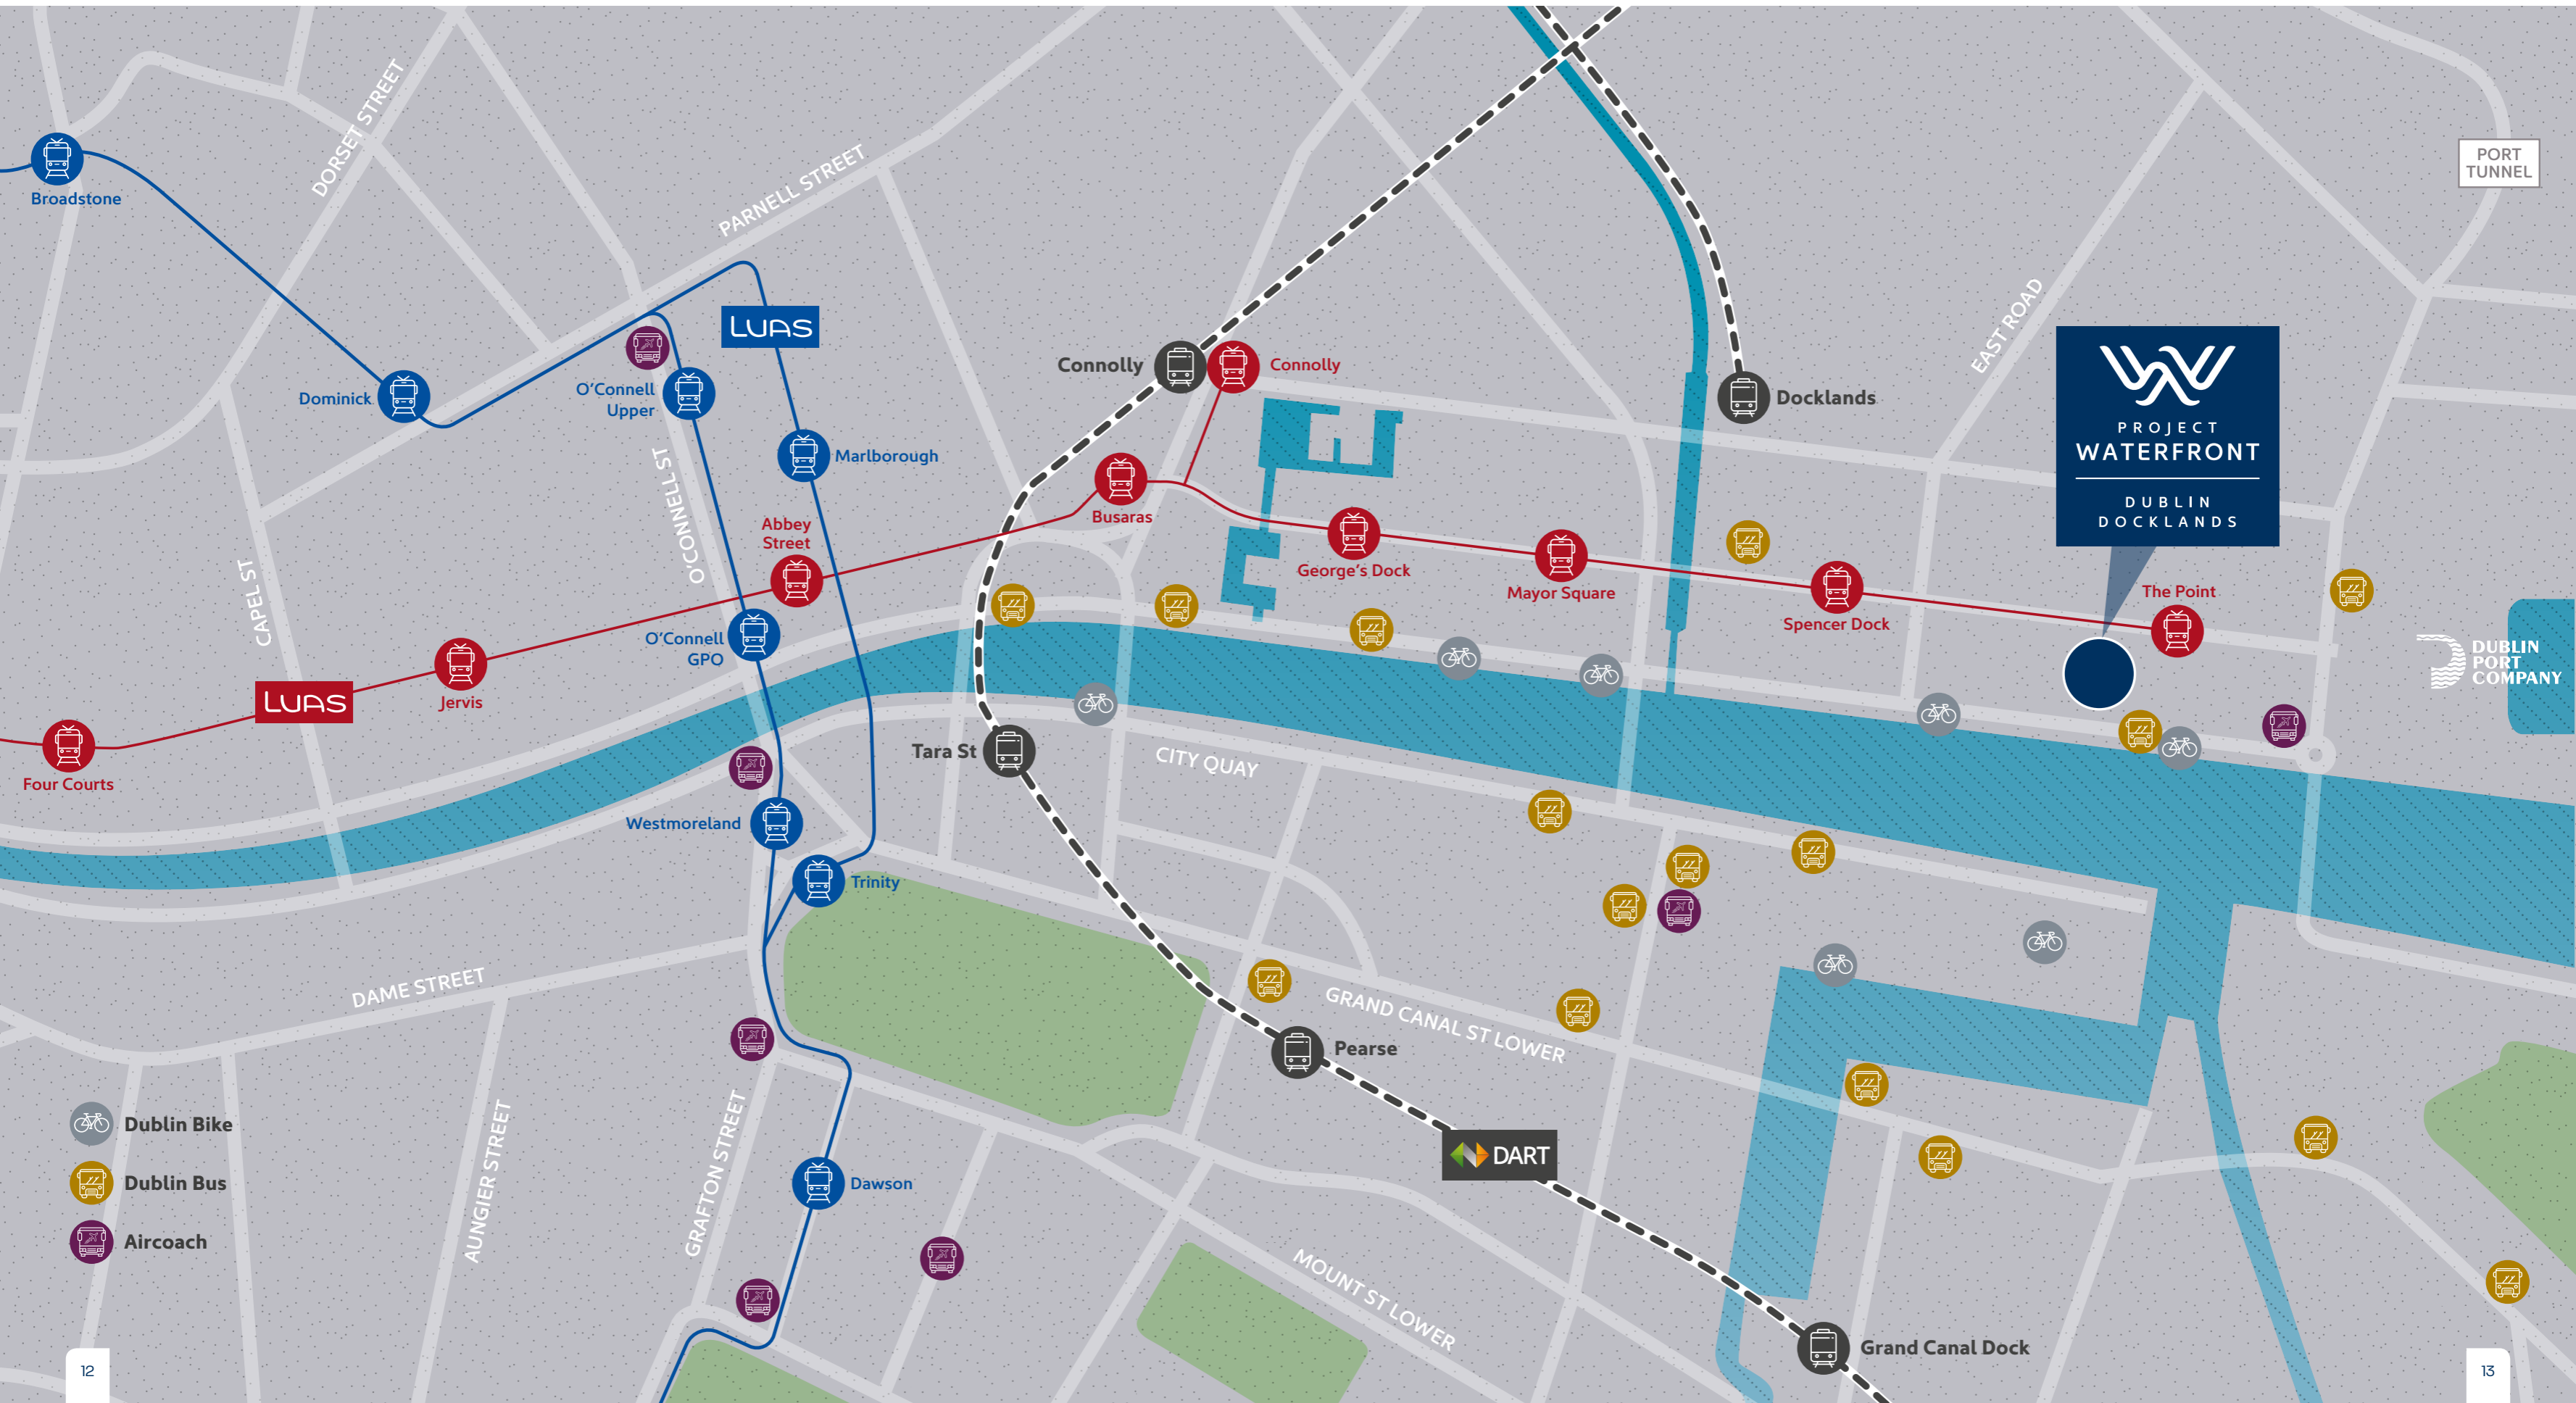 DORSET STREET
PARNELL STREET
PORT
TUNNEL
Broadstone
LUAS
EAST ROAD
PROJECT
WATERFRONT
DUBLIN
DOCKLANDS
Connolly
Connolly
Docklands
Dominick
O'Connell
Upper
O'CONNELL ST
Marlborough
Abbey
Street
Busaras
George's Dock
Mayor Square
Spencer Dock
The Point
CAPEL ST
O'Connell
GPO
DUBLIN
PORT
COMPANY
Jervis
LUAS
Four Courts
Tara St
CITY QUAY
Westmoreland
Trinity
DAME STREET
GRAND CANAL ST LOWER
Pearse
DART
AUNGIER STREET
GRAFTON STREET
Dawson
MOUNT ST LOWER
Grand Canal Dock
Dublin Bike
Dublin Bus
Aircoach
12
13